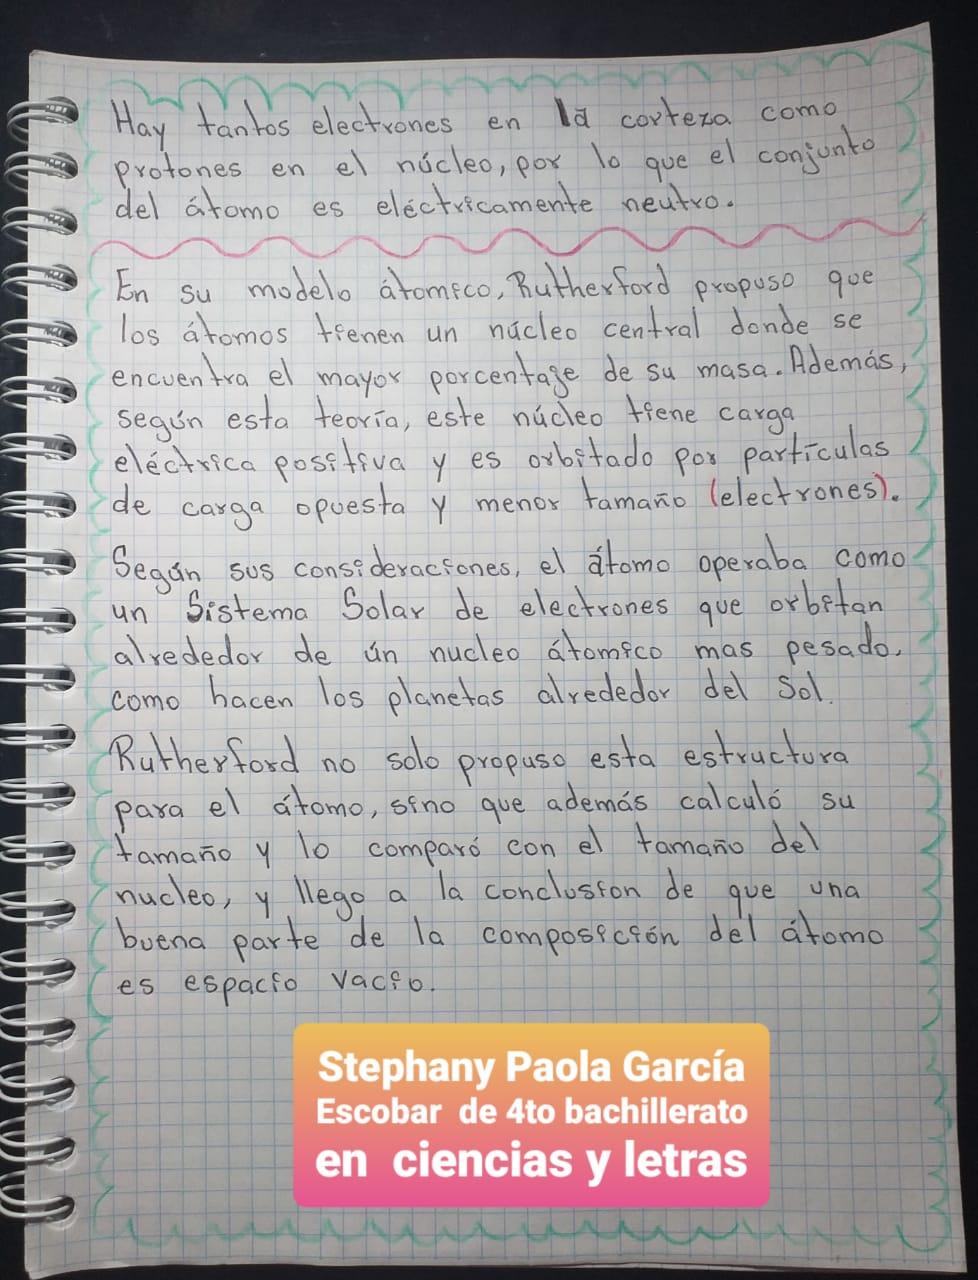 Hay tantos electrones en la corteza como
protones en el núcleo, por lo que el conjunto
del átomo es eléctricamente neutro.
En su modelo átomico, Rutherford propuso que
los átomos tienen un núcleo central donde se
encuentra el mayor porcentaje de su masa. Además,
según esta teoría, este núcleo tiene carga
eléctrica positiva y es orbitado por partículas
de carga opuesta y menor tamaño (electrones).
Según sus consideraciones, el átomo operaba como
un Sistema Solar de electrones que orbitan
alrededor de ún nucleo átomico mas pesado,
como hacen los planetas alrededor del Sol.
Rutherford no solo propuso esta estructura
para el átomo, sino que además calculó su
tamaño y lo comparó con el tamaño del
nucleo, y llego a la conclusion de que una
buena parte de la composición del átomo
es espacio vacio.
Stephany Paola García
Escobar de 4to bachillerato
en ciencias y letras